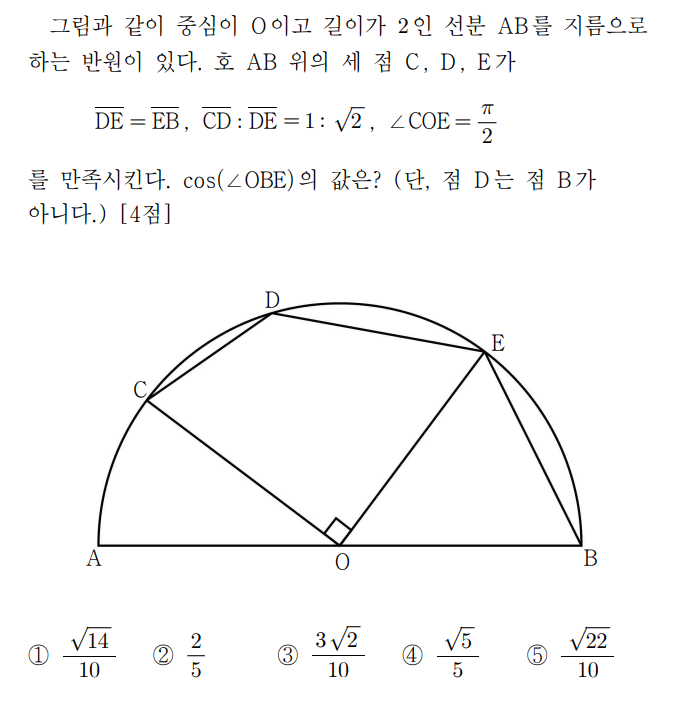 그림과 같이 중심이 O이고 길이가 2인 선분 AB를 지름으로
하는 반원이 있다. 호 AB 위의 세 점 C, D, E가
$\overline{DE}=\overline{EB}$, $\overline{CD}:\overline{DE}=1:\sqrt{2}$, ∠COE=$\frac{\pi}{2}$
를 만족시킨다. cos(∠OBE)의 값은? (단, 점 D는 점 B가
아니다.) [4점]
D
E
C
A
O
B
① $\frac{\sqrt{14}}{10}$ ② $\frac{2}{5}$ ③ $\frac{3\sqrt{2}}{10}$ ④ $\frac{\sqrt{5}}{5}$ ⑤ $\frac{\sqrt{22}}{10}$